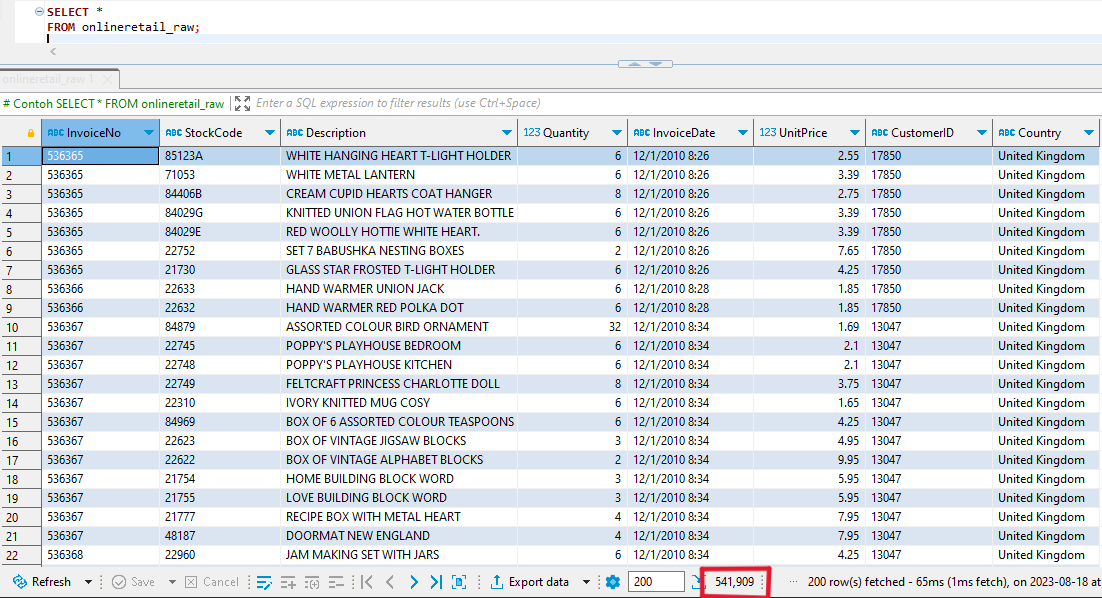 SELECT *
FROM onlineretail_raw;
onlineretail_raw 1
# Contoh SELECT * FROM onlineretail_raw Enter a SQL expression to filter results (use Ctrl+Space)
ABC InvoiceNo ABC StockCode ABC Description 123 Quantity ABC InvoiceDate 123 UnitPrice ABC CustomerID ABC Country
1 536365 85123A WHITE HANGING HEART T-LIGHT HOLDER 6 12/1/2010 8:26 2.55 17850 United Kingdom
2 536365 71053 WHITE METAL LANTERN 6 12/1/2010 8:26 3.39 17850 United Kingdom
3 536365 84406B CREAM CUPID HEARTS COAT HANGER 8 12/1/2010 8:26 2.75 17850 United Kingdom
4 536365 84029G KNITTED UNION FLAG HOT WATER BOTTLE 6 12/1/2010 8:26 3.39 17850 United Kingdom
5 536365 84029E RED WOOLLY HOTTIE WHITE HEART. 6 12/1/2010 8:26 3.39 17850 United Kingdom
6 536365 22752 SET 7 BABUSHKA NESTING BOXES 2 12/1/2010 8:26 7.65 17850 United Kingdom
7 536365 21730 GLASS STAR FROSTED T-LIGHT HOLDER 6 12/1/2010 8:26 4.25 17850 United Kingdom
8 536366 22633 HAND WARMER UNION JACK 6 12/1/2010 8:28 1.85 17850 United Kingdom
9 536366 22632 HAND WARMER RED POLKA DOT 6 12/1/2010 8:28 1.85 17850 United Kingdom
10 536367 84879 ASSORTED COLOUR BIRD ORNAMENT 32 12/1/2010 8:34 1.69 13047 United Kingdom
11 536367 22745 POPPY'S PLAYHOUSE BEDROOM 6 12/1/2010 8:34 2.1 13047 United Kingdom
12 536367 22748 POPPY'S PLAYHOUSE KITCHEN 6 12/1/2010 8:34 2.1 13047 United Kingdom
13 536367 22749 FELTCRAFT PRINCESS CHARLOTTE DOLL 8 12/1/2010 8:34 3.75 13047 United Kingdom
14 536367 22310 IVORY KNITTED MUG COSY 6 12/1/2010 8:34 1.65 13047 United Kingdom
15 536367 84969 BOX OF 6 ASSORTED COLOUR TEASPOONS 6 12/1/2010 8:34 4.25 13047 United Kingdom
16 536367 22623 BOX OF VINTAGE JIGSAW BLOCKS 3 12/1/2010 8:34 4.95 13047 United Kingdom
17 536367 22622 BOX OF VINTAGE ALPHABET BLOCKS 2 12/1/2010 8:34 9.95 13047 United Kingdom
18 536367 21754 HOME BUILDING BLOCK WORD 3 12/1/2010 8:34 5.95 13047 United Kingdom
19 536367 21755 LOVE BUILDING BLOCK WORD 3 12/1/2010 8:34 5.95 13047 United Kingdom
20 536367 21777 RECIPE BOX WITH METAL HEART 4 12/1/2010 8:34 7.95 13047 United Kingdom
21 536367 48187 DOORMAT NEW ENGLAND 4 12/1/2010 8:34 7.95 13047 United Kingdom
22 536368 22960 JAM MAKING SET WITH JARS 6 12/1/2010 8:34 4.25 13047 United Kingdom
Refresh Save Cancel Export data 200 541,909 ... 200 row(s) fetched - 65ms (1ms fetch), on 2023-08-18 at